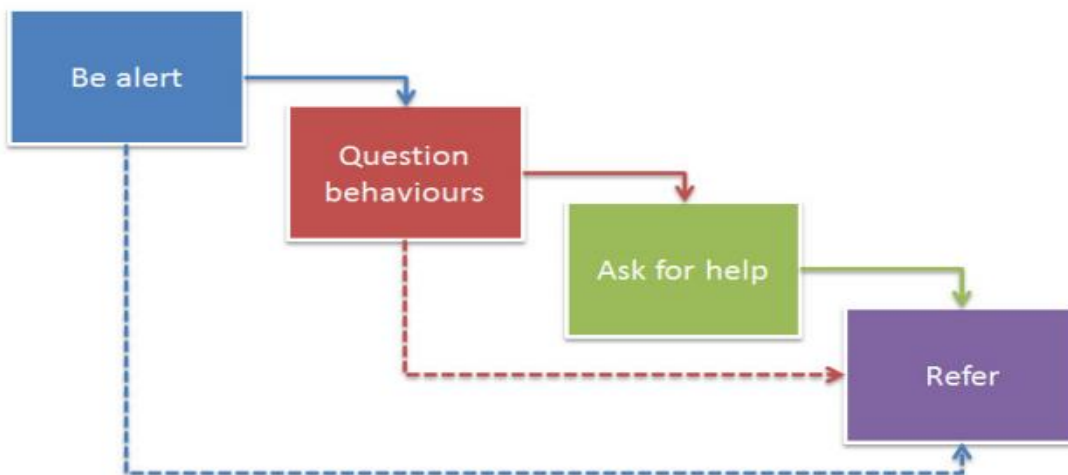 Be alert
Question
behaviours
Ask for help
Refer